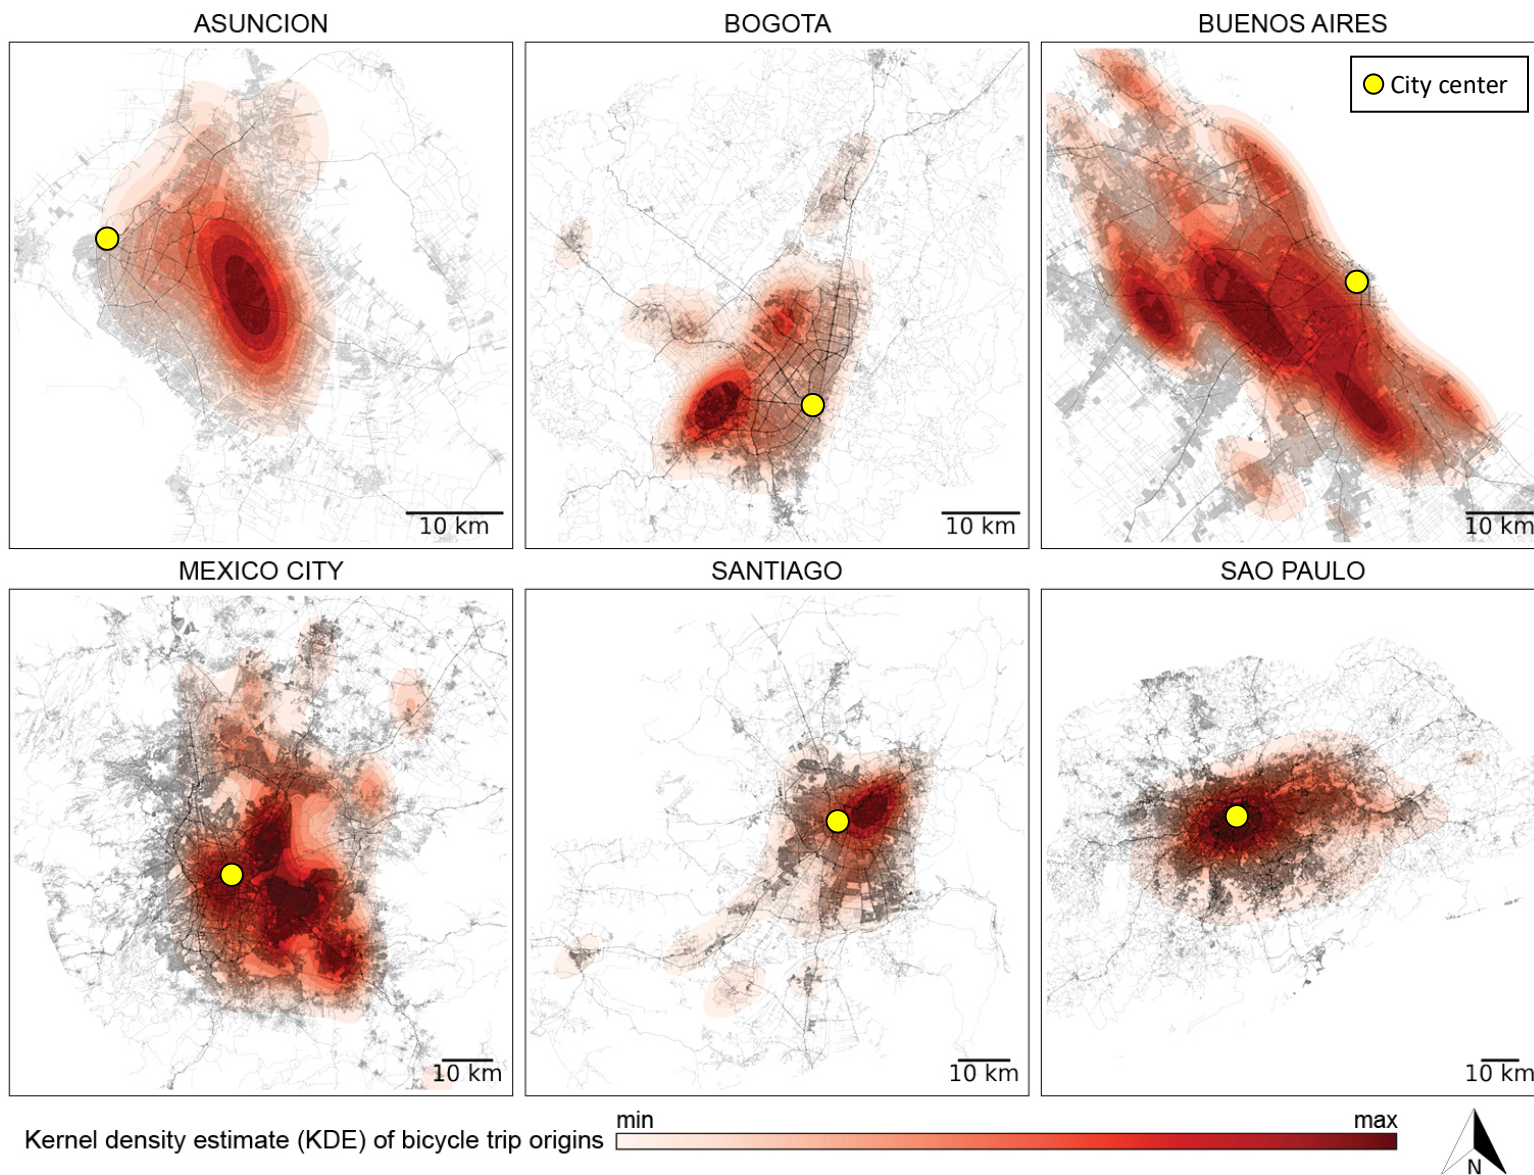 ASUNCION
BOGOTA
BUENOS AIRES
City center
10 km
10 km
10 km
MEXICO CITY
SANTIAGO
SAO PAULO
10 km
10 km
10 km
min
max
Kernel density estimate (KDE) of bicycle trip origins
N